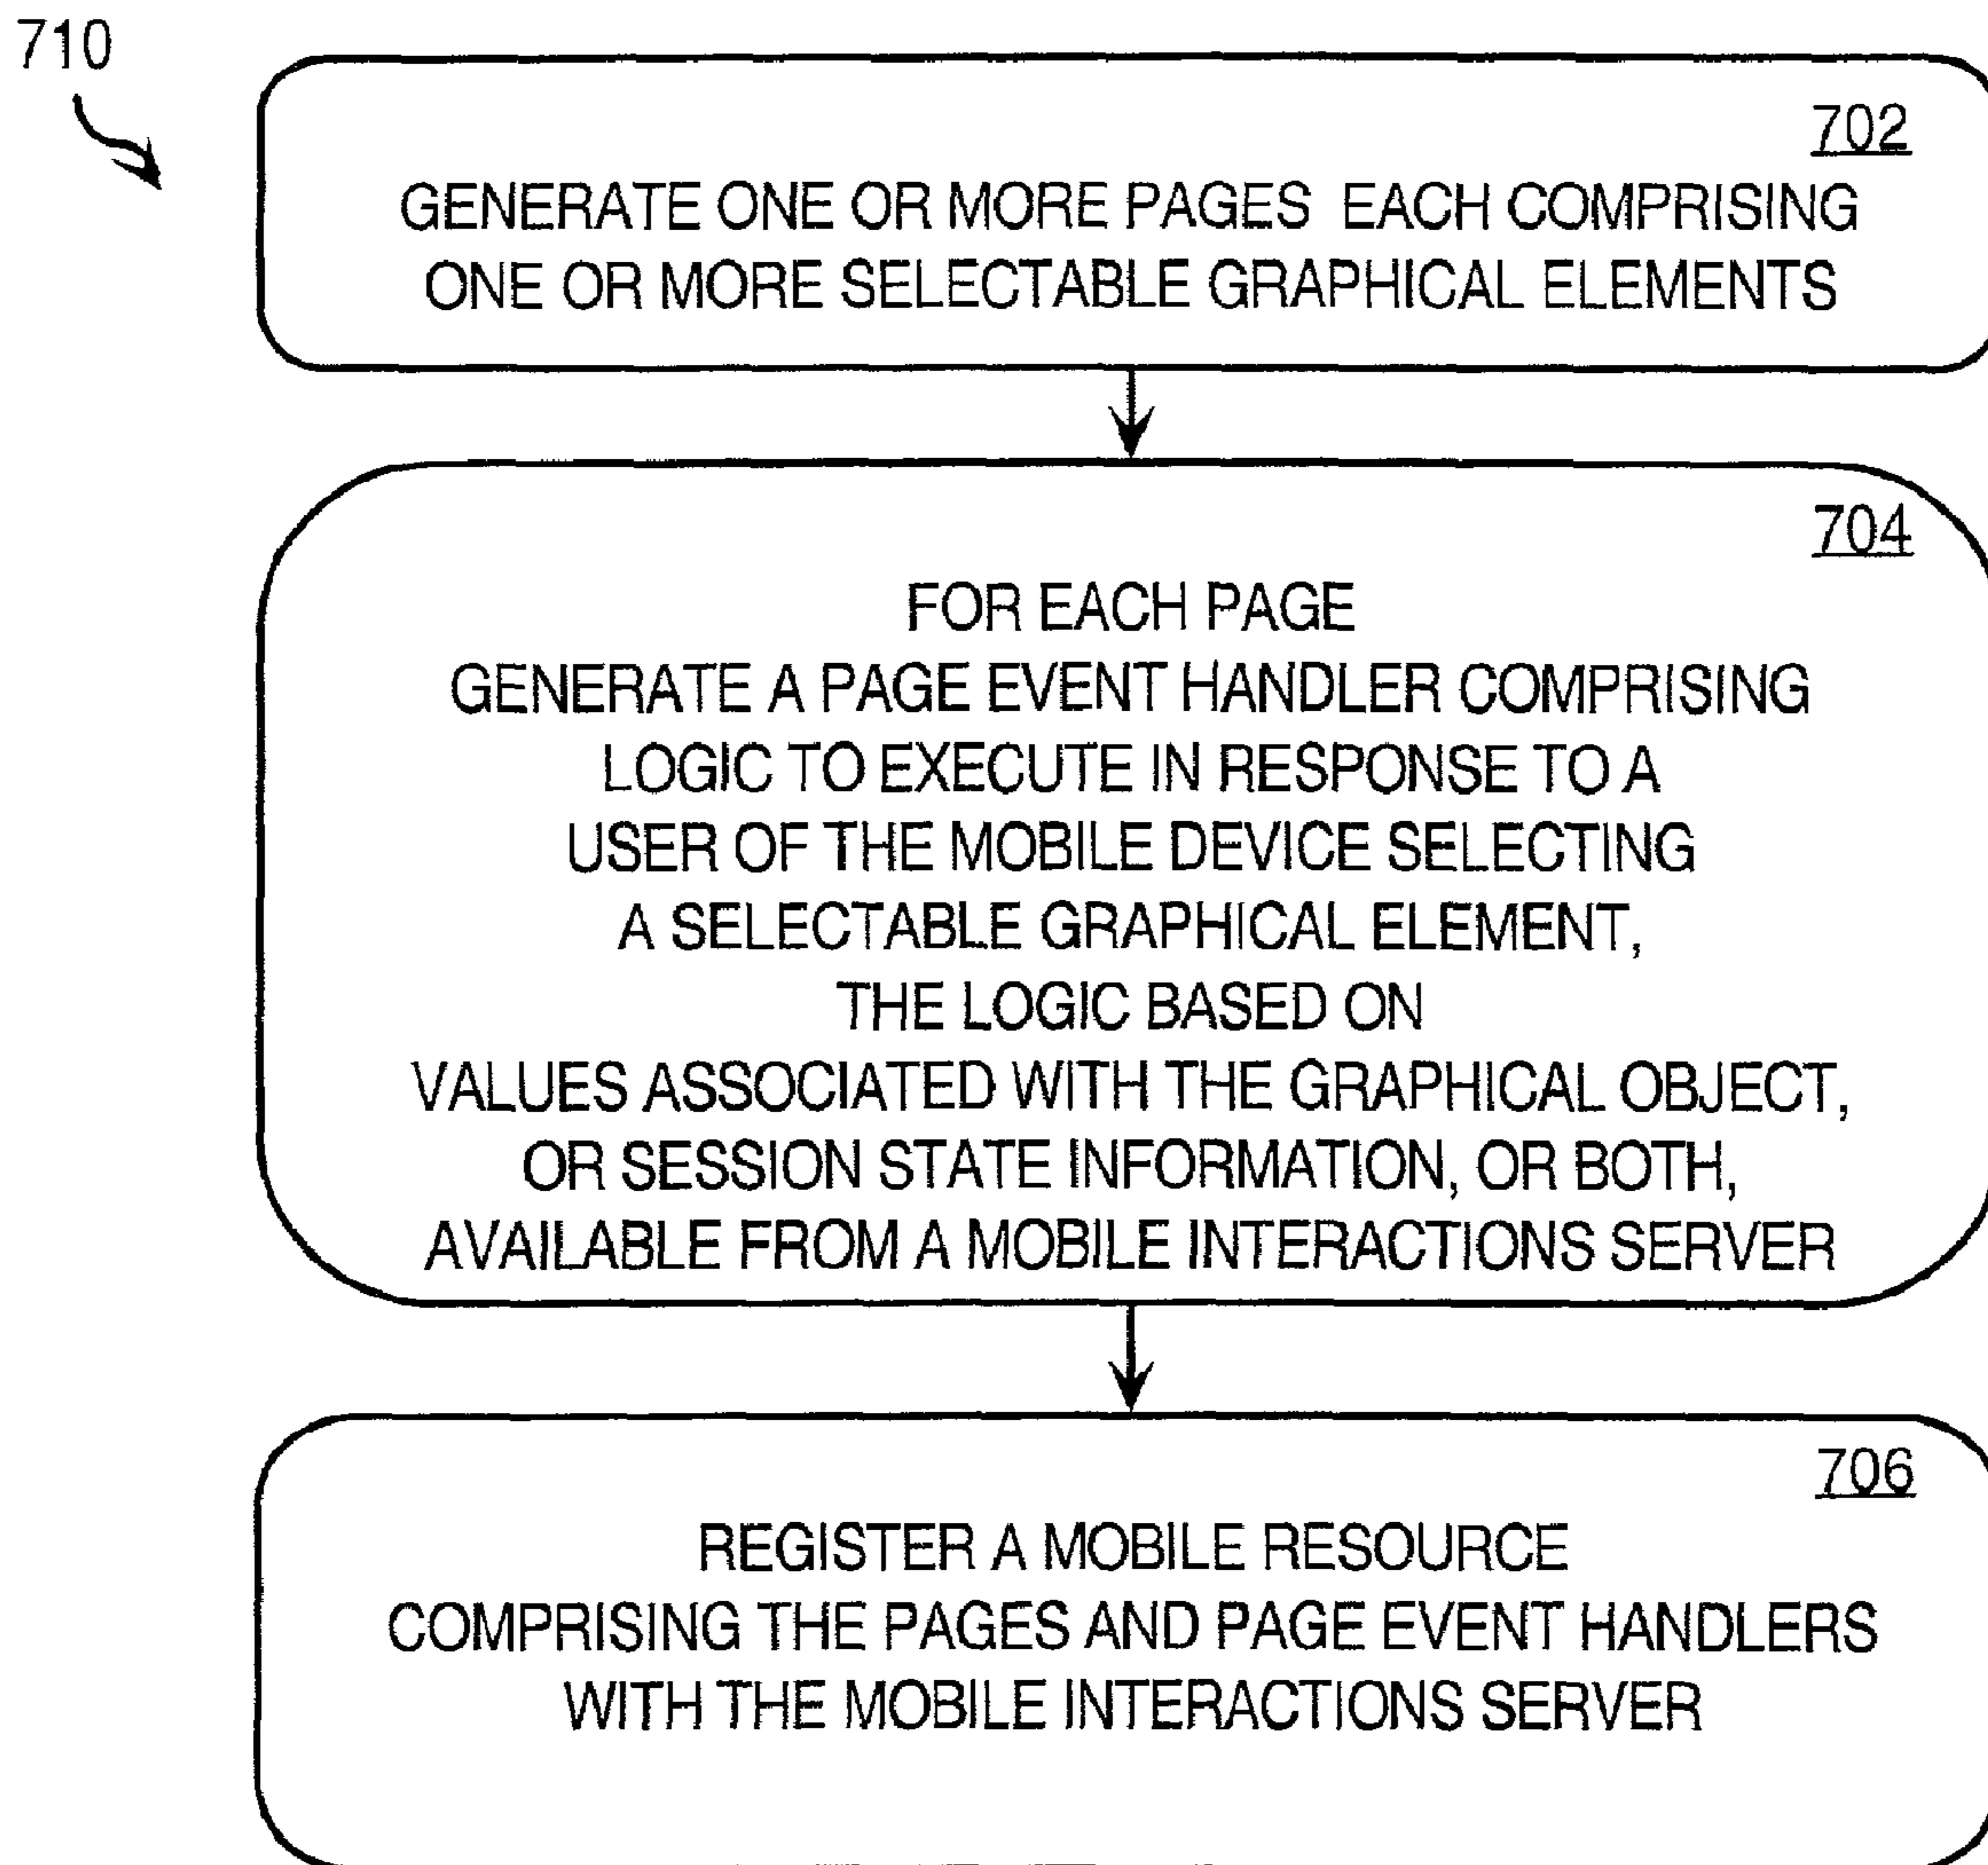 710
702
GENERATE ONE OR MORE PAGES EACH COMPRISING
ONE OR MORE SELECTABLE GRAPHICAL ELEMENTS
704
FOR EACH PAGE
GENERATE A PAGE EVENT HANDLER COMPRISING
LOGIC TO EXECUTE IN RESPONSE TO A
USER OF THE MOBILE DEVICE SELECTING
A SELECTABLE GRAPHICAL ELEMENT,
THE LOGIC BASED ON
VALUES ASSOCIATED WITH THE GRAPHICAL OBJECT,
OR SESSION STATE INFORMATION, OR BOTH,
AVAILABLE FROM A MOBILE INTERACTIONS SERVER
706
REGISTER A MOBILE RESOURCE
COMPRISING THE PAGES AND PAGE EVENT HANDLERS
WITH THE MOBILE INTERACTIONS SERVER